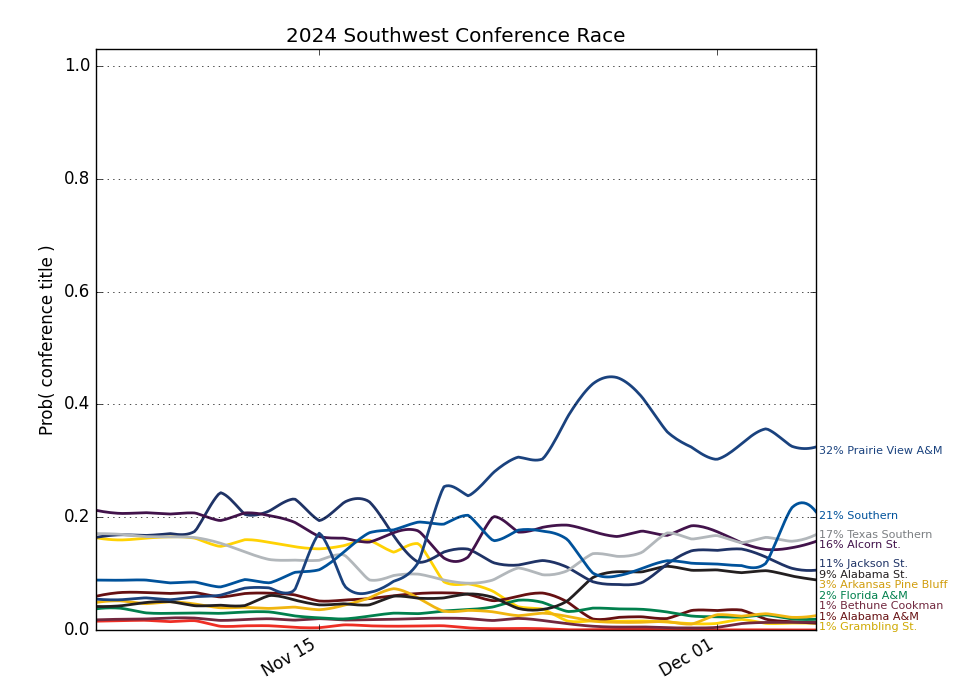 2024 Southwest Conference Race
Prob( conference title )
1.0
0.8
0.6
0.4
0.2
0.0
Nov 15
Dec 01
32% Prairie View A&M
21% Southern
17% Texas Southern
16% Alcorn St.
11% Jackson St.
9% Alabama St.
3% Arkansas Pine Bluff
2% Florida A&M
1% Bethune Cookman
1% Alabama A&M
1% Grambling St.